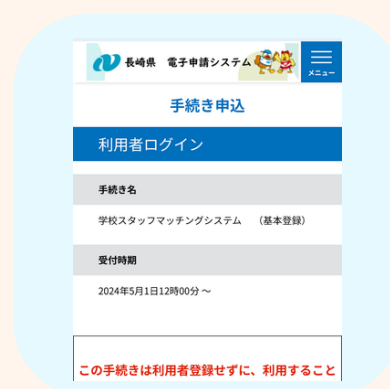 長崎県 電子申請システム
メニュー
手続き申込
利用者ログイン
手続き名
学校スタッフマッチングシステム （基本登録）
受付時期
2024年5月1日12時00分 ～
この手続きは利用者登録せずに、利用すること